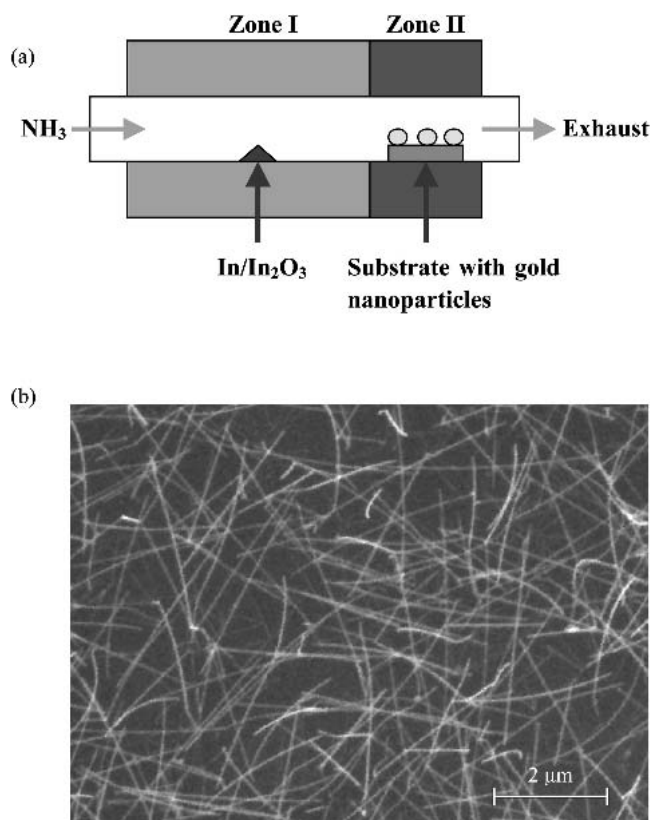 Zone I Zone II
(a)
NH₃ Exhaust
In/In₂O₃ Substrate with gold
nanoparticles
(b)
2 μm